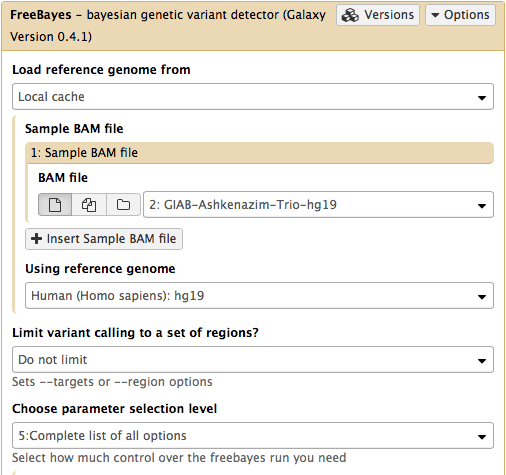 FreeBayes - bayesian genetic variant detector (Galaxy Version 0.4.1)
Versions
Options
Load reference genome from
Local cache
Sample BAM file
1: Sample BAM file
BAM file
2: GIAB-Ashkenazim-Trio-hg19
Insert Sample BAM file
Using reference genome
Human (Homo sapiens): hg19
Limit variant calling to a set of regions?
Do not limit
Sets --targets or --region options
Choose parameter selection level
5:Complete list of all options
Select how much control over the freebayes run you need